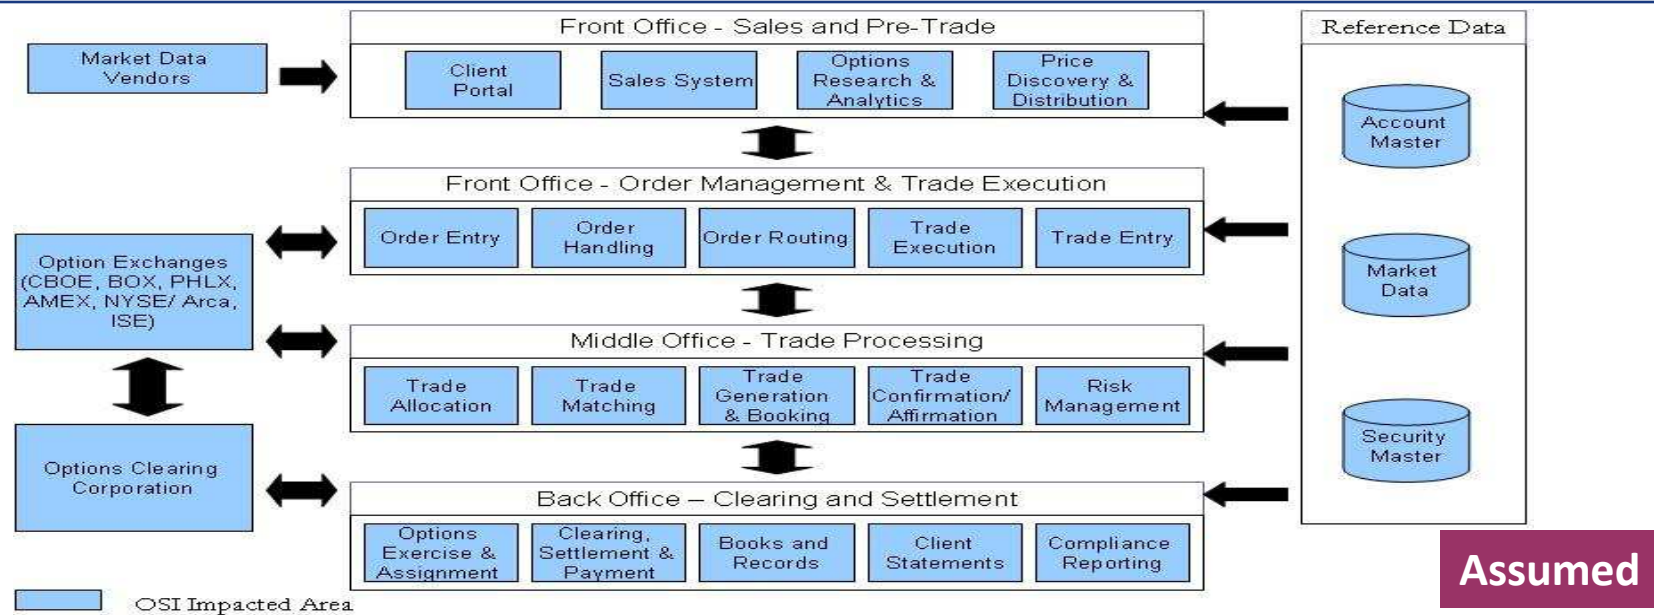 Front Office - Sales and Pre-Trade
Reference Data
Market Data
Vendors
Client
Portal
Sales System
Options
Research &
Analytics
Price
Discovery &
Distribution
Account
Master
Front Office - Order Management & Trade Execution
Order Entry
Order
Handling
Order Routing
Trade
Execution
Trade Entry
Option Exchanges
(CBOE, BOX, PHLX,
AMEX, NYSE/ Arca,
ISE)
Market
Data
Middle Office - Trade Processing
Trade
Allocation
Trade
Matching
Trade
Generation
& Booking
Trade
Confirmation/
Affirmation
Risk
Management
Security
Master
Options Clearing
Corporation
Back Office – Clearing and Settlement
Options
Exercise &
Assignment
Clearing,
Settlement &
Payment
Books and
Records
Client
Statements
Compliance
Reporting
Assumed
OSI Impacted Area